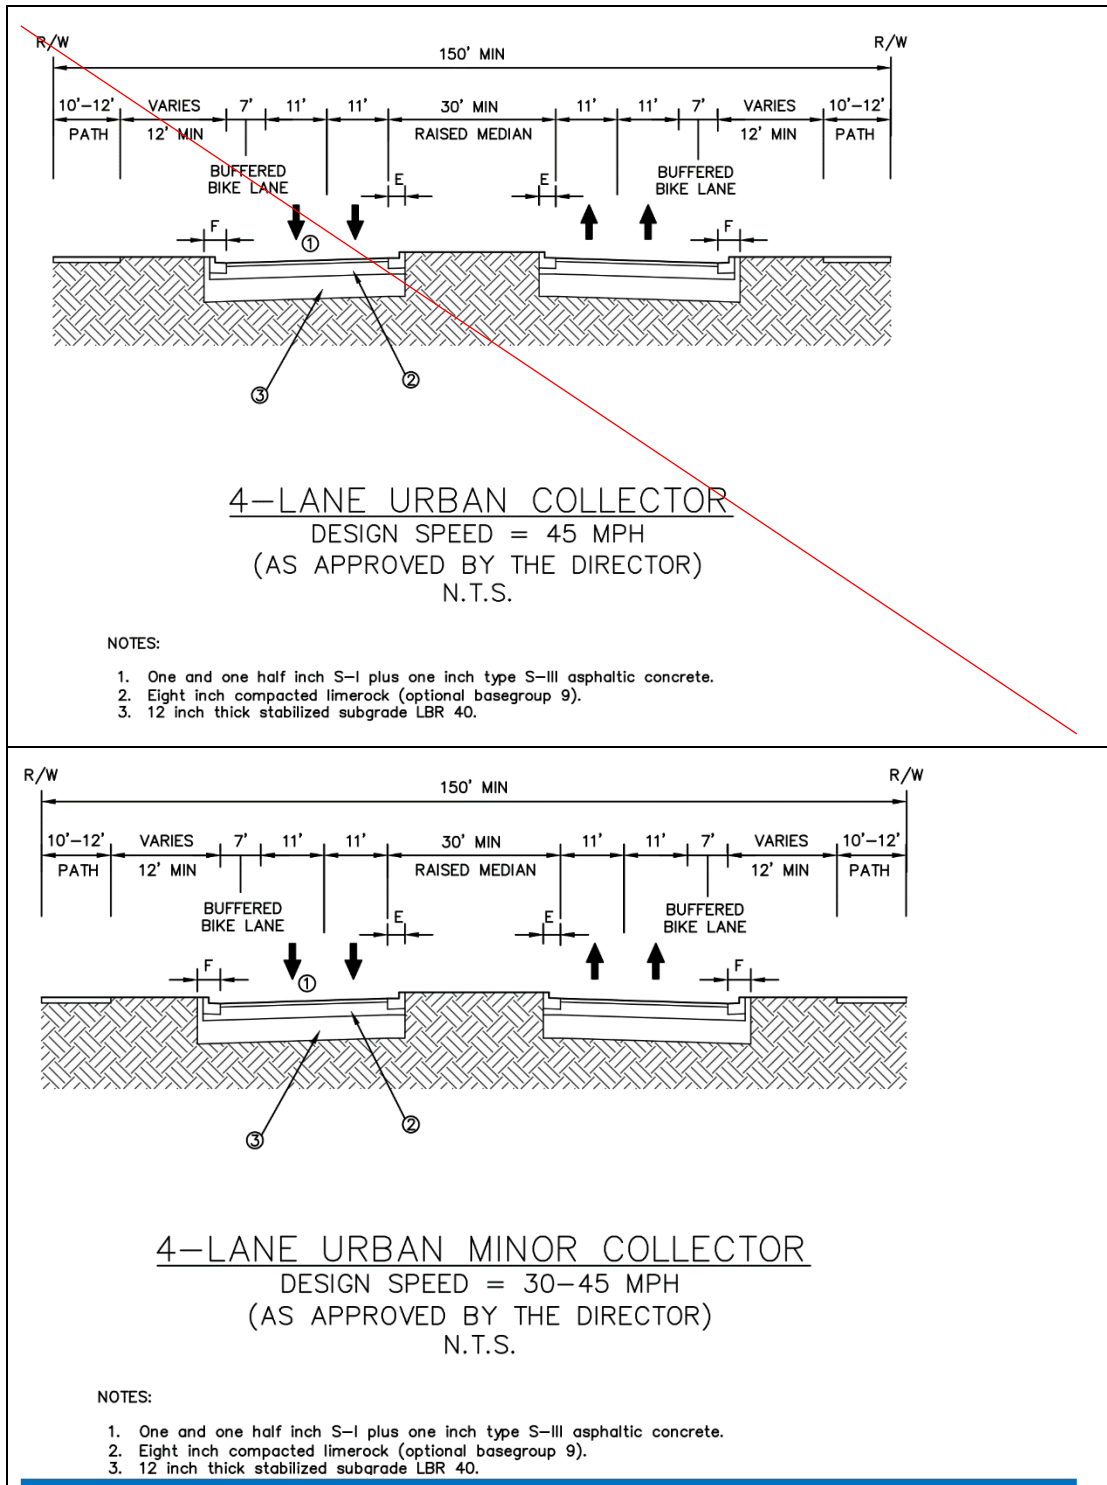 R/W R/W
150' MIN
10'-12' VARIES 7' 11' 11' 30' MIN 11' 11' 7' VARIES 10'-12'
PATH 12' MIN RAISED MEDIAN 12' MIN PATH
BUFFERED BUFFERED
BIKE LANE BIKE LANE
E E
F F
①
②
③
4-LANE URBAN COLLECTOR
DESIGN SPEED = 45 MPH
(AS APPROVED BY THE DIRECTOR)
N.T.S.
NOTES:
1. One and one half inch S-I plus one inch type S-III asphaltic concrete.
2. Eight inch compacted limerock (optional basegroup 9).
3. 12 inch thick stabilized subgrade LBR 40.
R/W R/W
150' MIN
10'-12' VARIES 7' 11' 11' 30' MIN 11' 11' 7' VARIES 10'-12'
PATH 12' MIN RAISED MEDIAN 12' MIN PATH
BUFFERED BUFFERED
BIKE LANE BIKE LANE
E E
F F
①
②
③
4-LANE URBAN MINOR COLLECTOR
DESIGN SPEED = 30-45 MPH
(AS APPROVED BY THE DIRECTOR)
N.T.S.
NOTES:
1. One and one half inch S-I plus one inch type S-III asphaltic concrete.
2. Eight inch compacted limerock (optional basegroup 9).
3. 12 inch thick stabilized subgrade LBR 40.